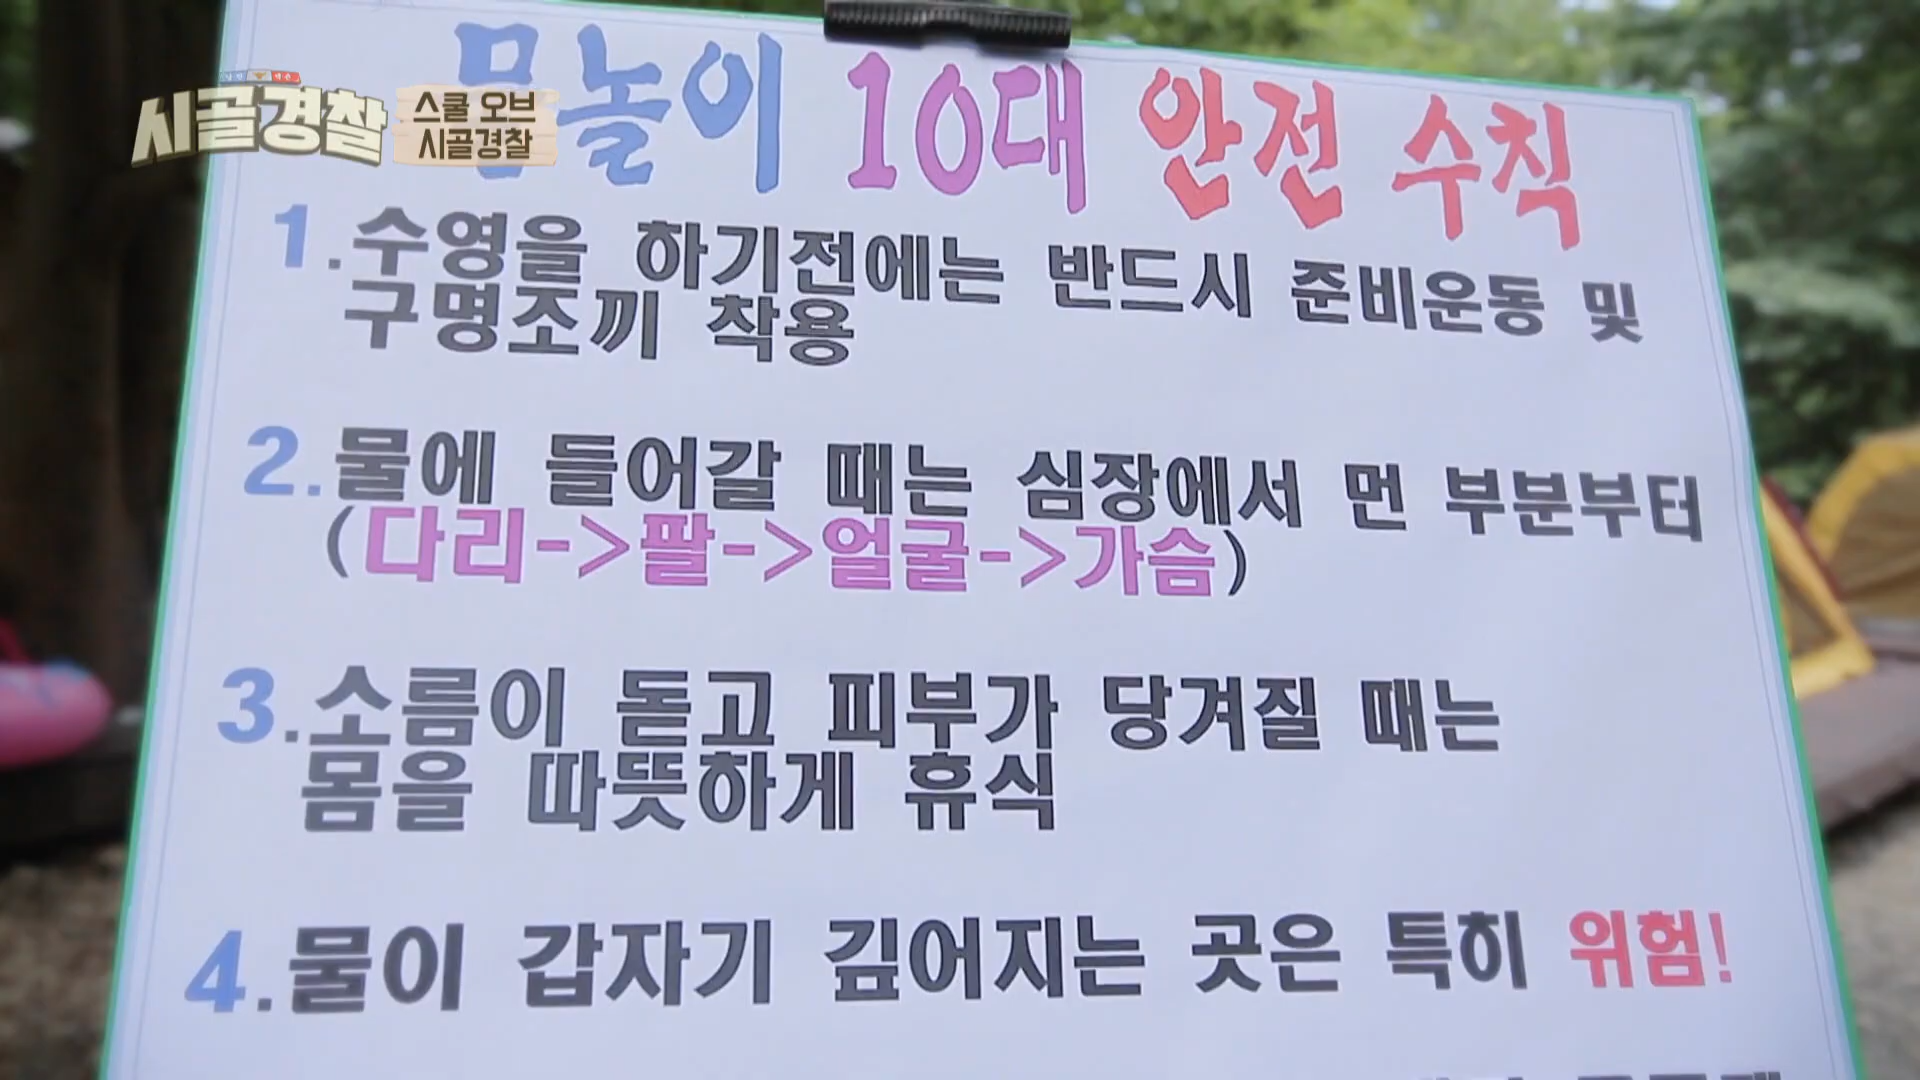 시골경찰
스쿨 오브
시골경찰
물놀이 10대 안전 수칙
1.수영을 하기전에는 반드시 준비운동 및
구명조끼 착용
2.물에 들어갈 때는 심장에서 먼 부분부터
(다리->팔->얼굴->가슴)
3.소름이 돋고 피부가 당겨질 때는
몸을 따뜻하게 휴식
4.물이 갑자기 깊어지는 곳은 특히 위험!